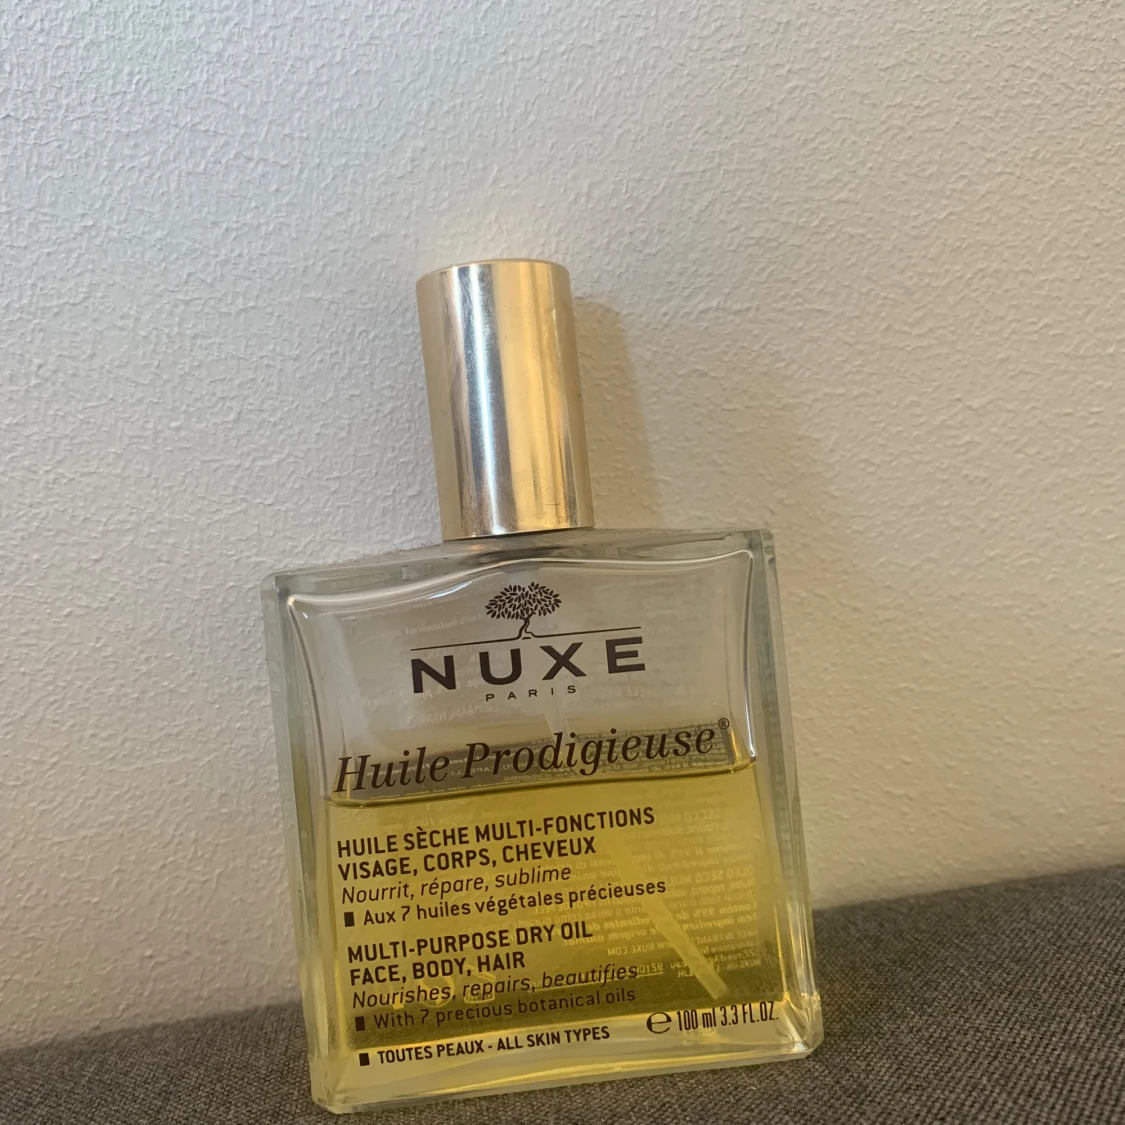 NUXE
PARIS
Huile Prodigieuse®
HUILE SÈCHE MULTI-FONCTIONS
VISAGE, CORPS, CHEVEUX
Nourrit, répare, sublime
Aux 7 huiles végétales précieuses
MULTI-PURPOSE DRY OIL
FACE, BODY, HAIR
Nourishes, repairs, beautifies
With 7 precious botanical oils
TOUTES PEAUX - ALL SKIN TYPES
℮ 100 ml 3.3 FL.OZ.